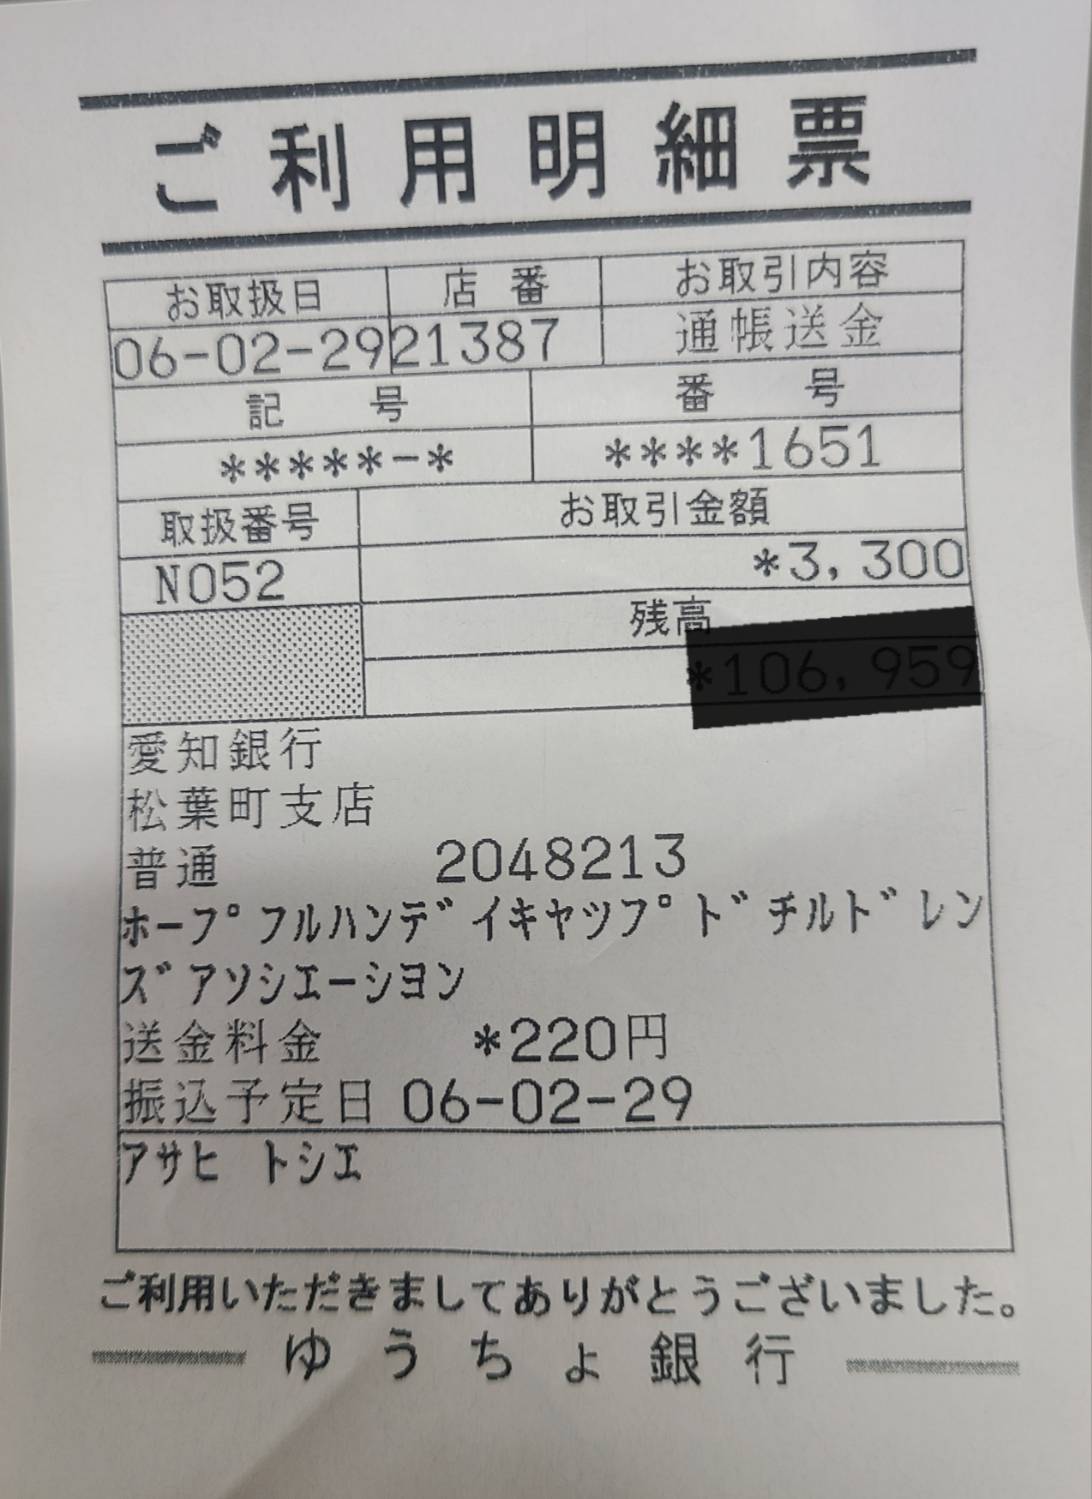 ご利用明細票
お取扱日 店番 お取引内容
06-02-29 21387 通帳送金
記号 番号
*****-* ****1651
取扱番号 お取引金額
N052 *3,300
残高
*106,959
愛知銀行
松葉町支店
普通 2048213
ホープフルハンデイキヤツプドチルドレン
ズアソシエーシヨン
送金料金 *220円
振込予定日 06-02-29
アサヒ トシエ
ご利用いただきましてありがとうございました。
ゆうちょ銀行